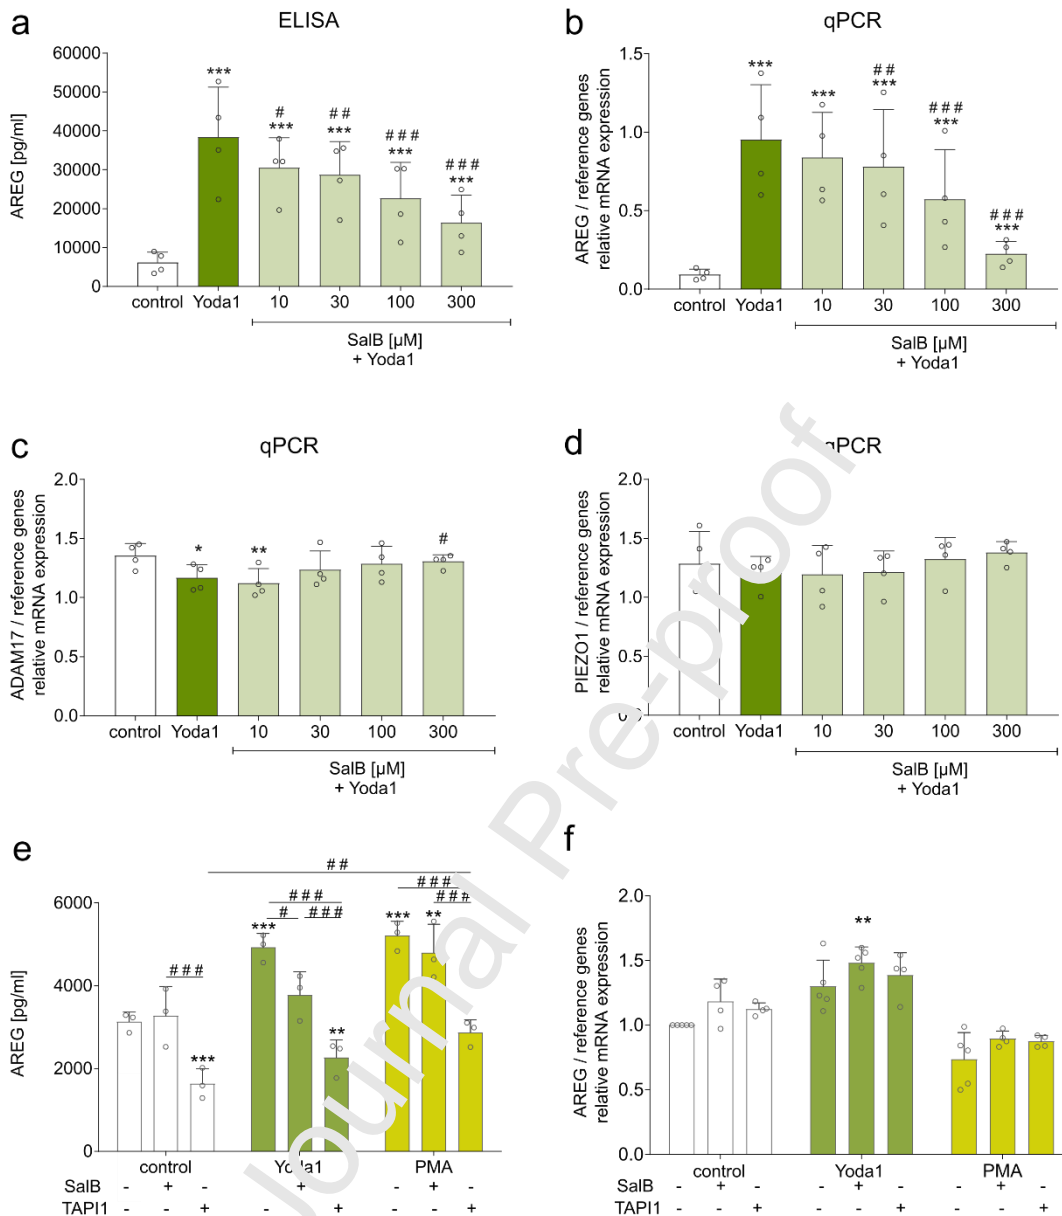 a
ELISA
AREG [pg/ml]
60000
50000
40000
30000
20000
10000
0
***
#
***
# #
***
# # #
***
# # #
***
control
Yoda1
10
30
100
300
SalB [µM]
+ Yoda1
b
qPCR
AREG / reference genes
relative mRNA expression
1.5
1.0
0.5
0.0
***
***
# #
***
# # #
***
# # #
***
control
Yoda1
10
30
100
300
SalB [µM]
+ Yoda1
c
qPCR
ADAM17 / reference genes
relative mRNA expression
2.0
1.5
1.0
0.5
0.0
*
**
#
control
Yoda1
10
30
100
300
SalB [µM]
+ Yoda1
d
qPCR
PIEZO1 / reference genes
relative mRNA expression
2.0
1.5
1.0
0.5
0.0
control
Yoda1
10
30
100
300
SalB [µM]
+ Yoda1
e
AREG [pg/ml]
6000
4000
2000
0
# #
# # #
# # #
# # #
# # #
#
# # #
***
***
**
***
**
control
Yoda1
PMA
SalB
- + - + - +
TAPI1
- + - + - +
f
AREG / reference genes
relative mRNA expression
2.0
1.5
1.0
0.5
0.0
**
control
Yoda1
PMA
SalB
- + - + - +
TAPI1
- + - + - +
Journal Pre-proof